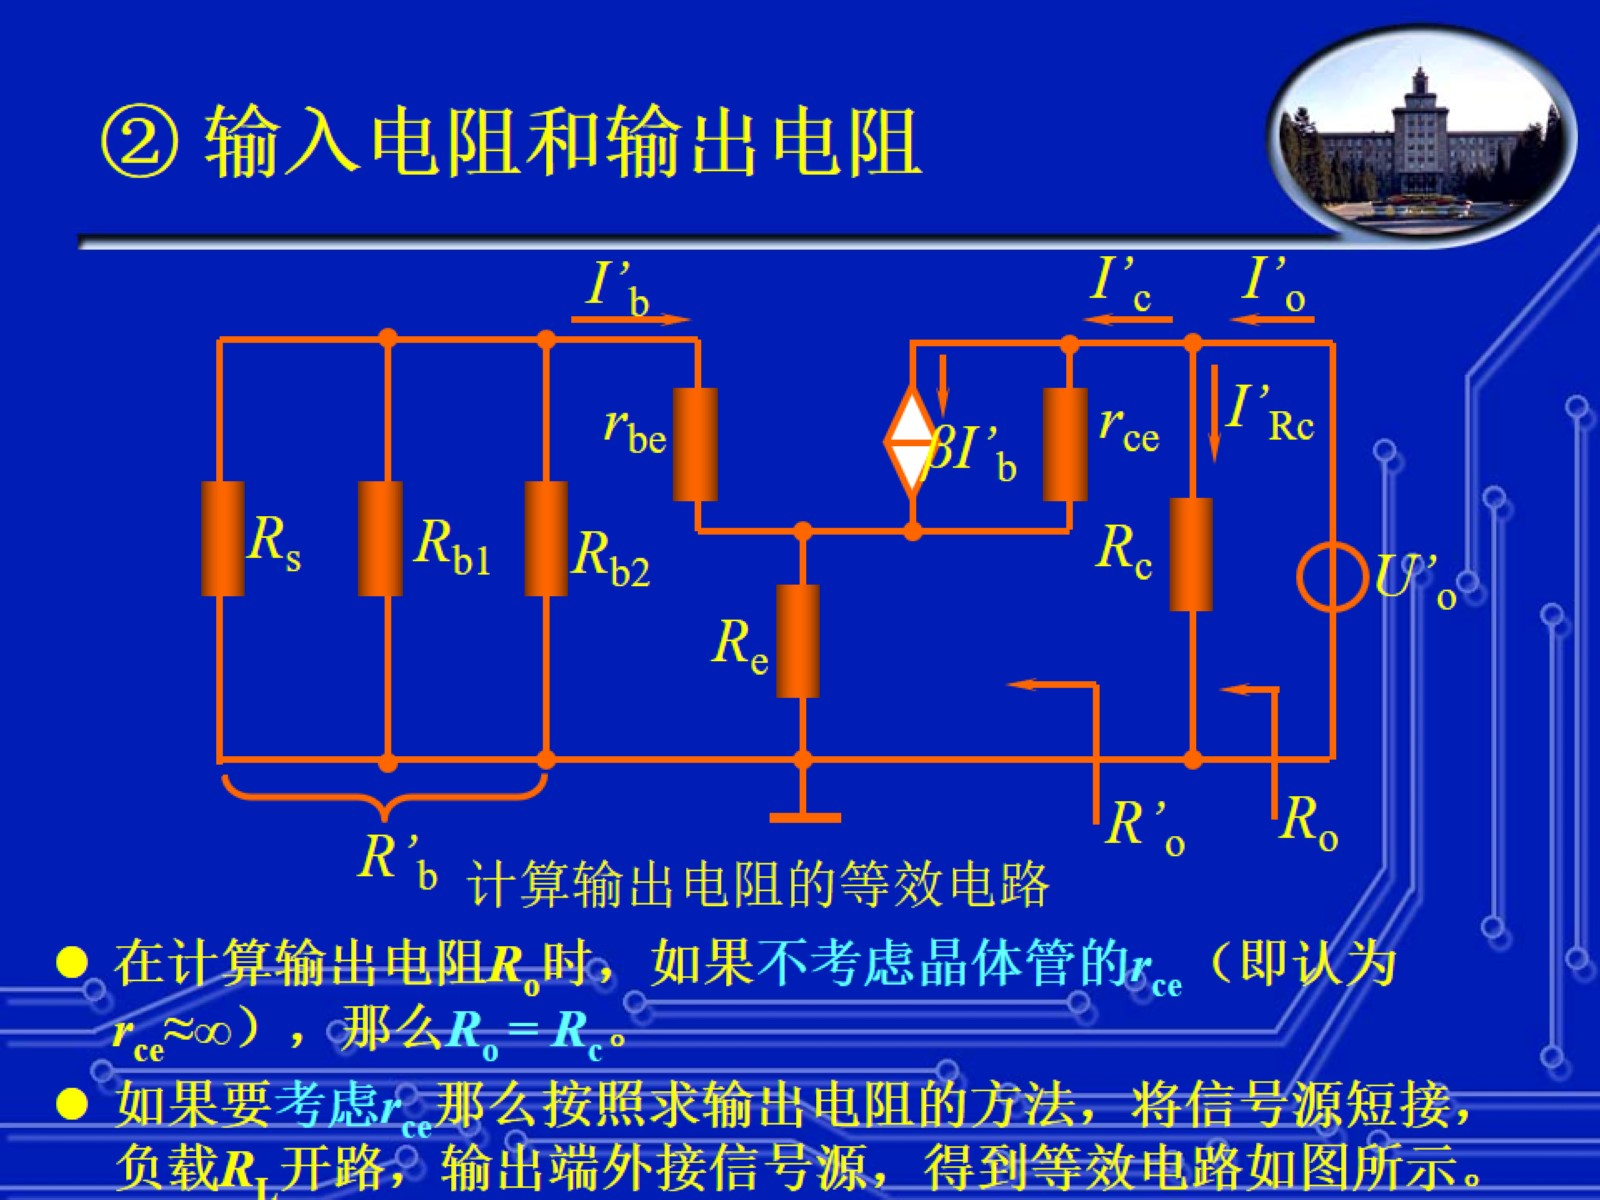 ② 输入电阻和输出电阻
I’b
I’c
I’o
rbe
βI’b
rce
I’Rc
Rs
Rb1
Rb2
Re
Rc
U’o
R’b
R’o
Ro
计算输出电阻的等效电路
在计算输出电阻Ro时，如果不考虑晶体管的rce（即认为
rce≈∞），那么Ro = Rc。
如果要考虑rce那么按照求输出电阻的方法，将信号源短接，
负载RL开路，输出端外接信号源，得到等效电路如图所示。